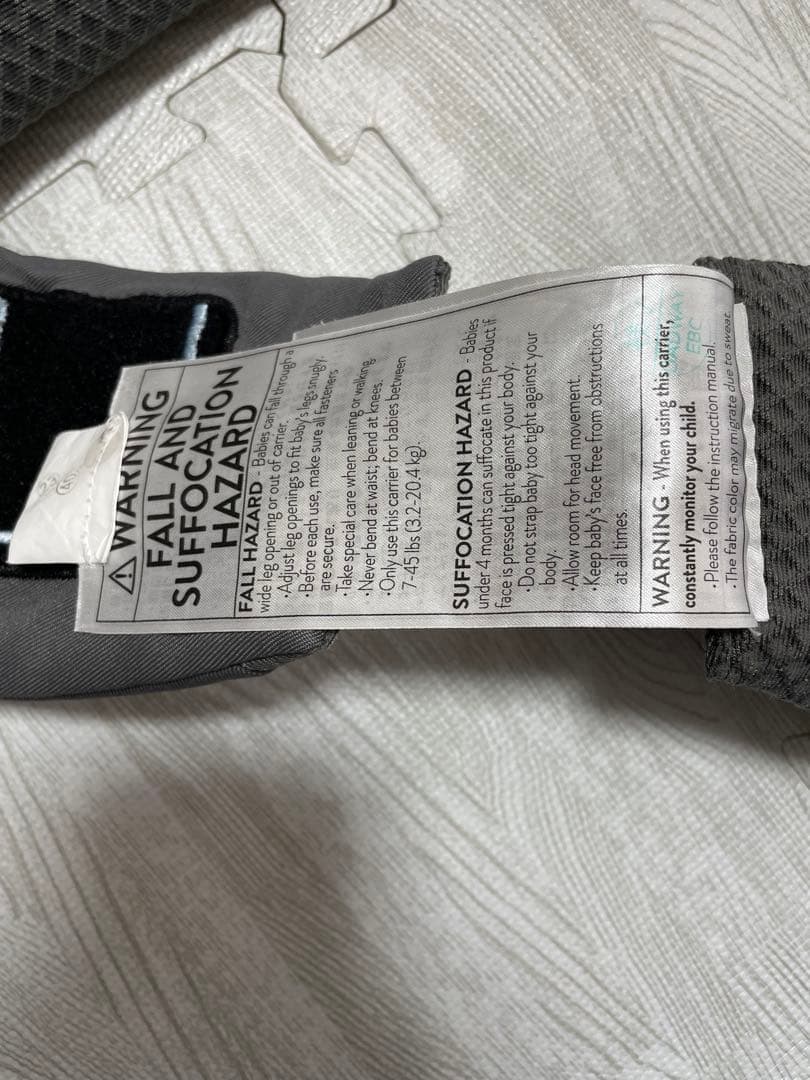 ⚠ WARNING
FALL AND
SUFFOCATION
HAZARD
FALL HAZARD - Babies can fall through a
wide leg opening or out of carrier.
·Adjust leg openings to fit baby's legs snugly.
·Before each use, make sure all fasteners
are secure.
·Take special care when leaning or walking.
·Never bend at waist; bend at knees.
·Only use this carrier for babies between
7-45 lbs (3.2-20.4 kg).
SUFFOCATION HAZARD - Babies
under 4 months can suffocate in this product if
face is pressed tight against your body.
·Do not strap baby too tight against your
body.
·Allow room for head movement.
·Keep baby's face free from obstructions
at all times.
WARNING - When using this carrier,
constantly monitor your child.
·Please follow the instruction manual.
·The fabric color may migrate due to sweat.
EBC